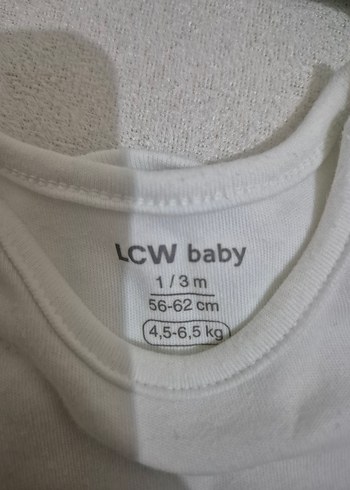 LCW baby
1 / 3 m
56-62 cm
4,5-6,5 kg